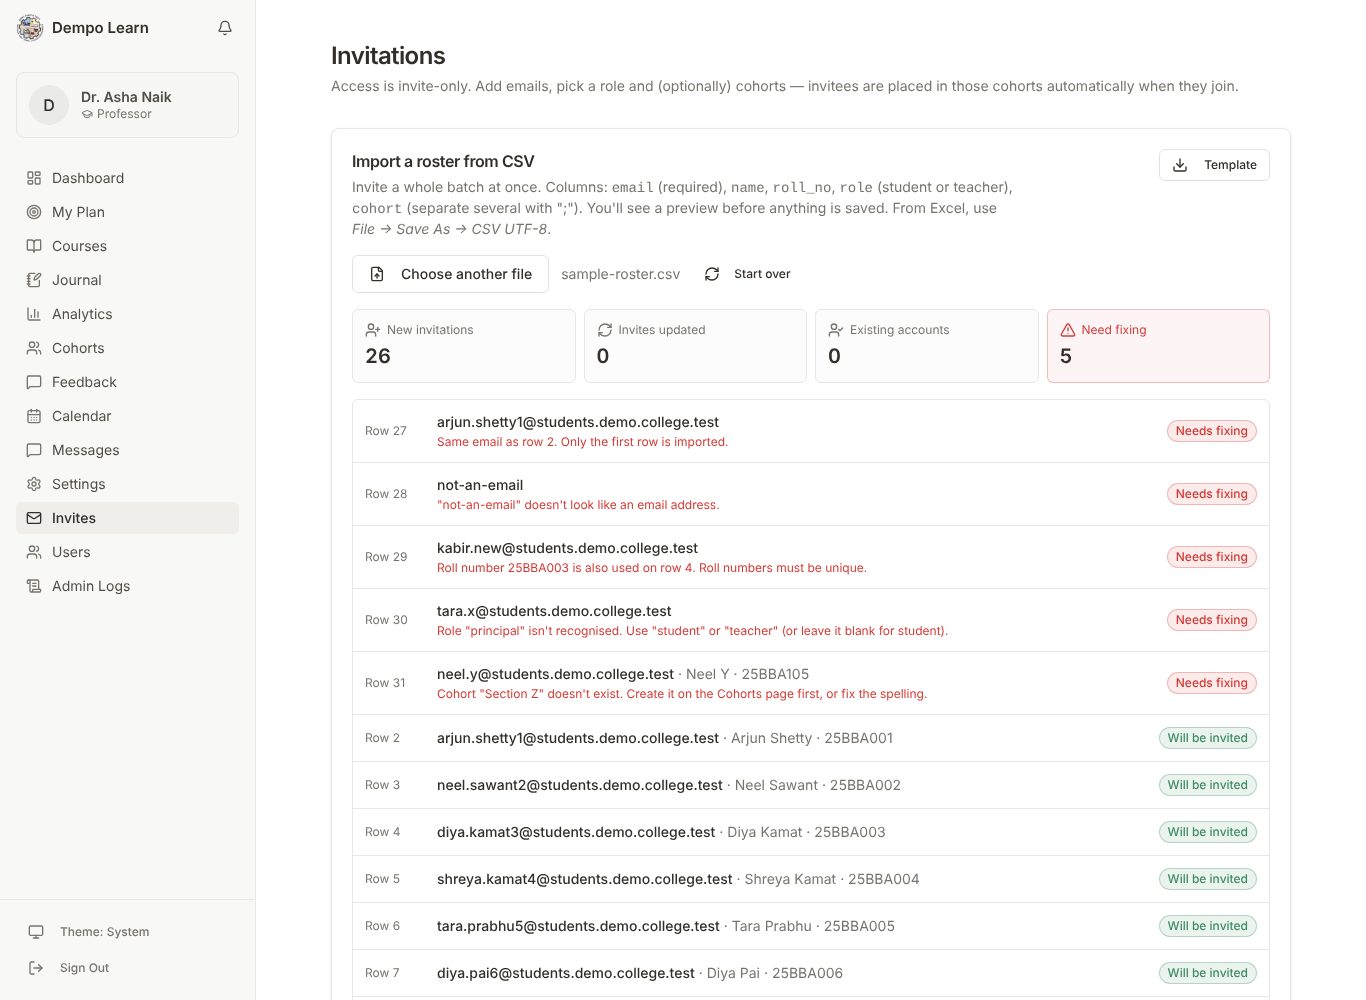 Dempo Learn
D
Dr. Asha Naik
Professor
Dashboard
My Plan
Courses
Journal
Analytics
Cohorts
Feedback
Calendar
Messages
Settings
Invites
Users
Admin Logs
Theme: System
Sign Out
Invitations
Access is invite-only. Add emails, pick a role and (optionally) cohorts — invitees are placed in those cohorts automatically when they join.
Import a roster from CSV
Template
Invite a whole batch at once. Columns: email (required), name, roll_no, role (student or teacher),
cohort (separate several with ";"). You'll see a preview before anything is saved. From Excel, use
File → Save As → CSV UTF-8.
Choose another file sample-roster.csv Start over
New invitations
26
Invites updated
0
Existing accounts
0
Need fixing
5
Row 27 arjun.shetty1@students.demo.college.test Needs fixing
Same email as row 2. Only the first row is imported.
Row 28 not-an-email Needs fixing
"not-an-email" doesn't look like an email address.
Row 29 kabir.new@students.demo.college.test Needs fixing
Roll number 25BBA003 is also used on row 4. Roll numbers must be unique.
Row 30 tara.x@students.demo.college.test Needs fixing
Role "principal" isn't recognised. Use "student" or "teacher" (or leave it blank for student).
Row 31 neel.y@students.demo.college.test · Neel Y · 25BBA105 Needs fixing
Cohort "Section Z" doesn't exist. Create it on the Cohorts page first, or fix the spelling.
Row 2 arjun.shetty1@students.demo.college.test · Arjun Shetty · 25BBA001 Will be invited
Row 3 neel.sawant2@students.demo.college.test · Neel Sawant · 25BBA002 Will be invited
Row 4 diya.kamat3@students.demo.college.test · Diya Kamat · 25BBA003 Will be invited
Row 5 shreya.kamat4@students.demo.college.test · Shreya Kamat · 25BBA004 Will be invited
Row 6 tara.prabhu5@students.demo.college.test · Tara Prabhu · 25BBA005 Will be invited
Row 7 diya.pai6@students.demo.college.test · Diya Pai · 25BBA006 Will be invited